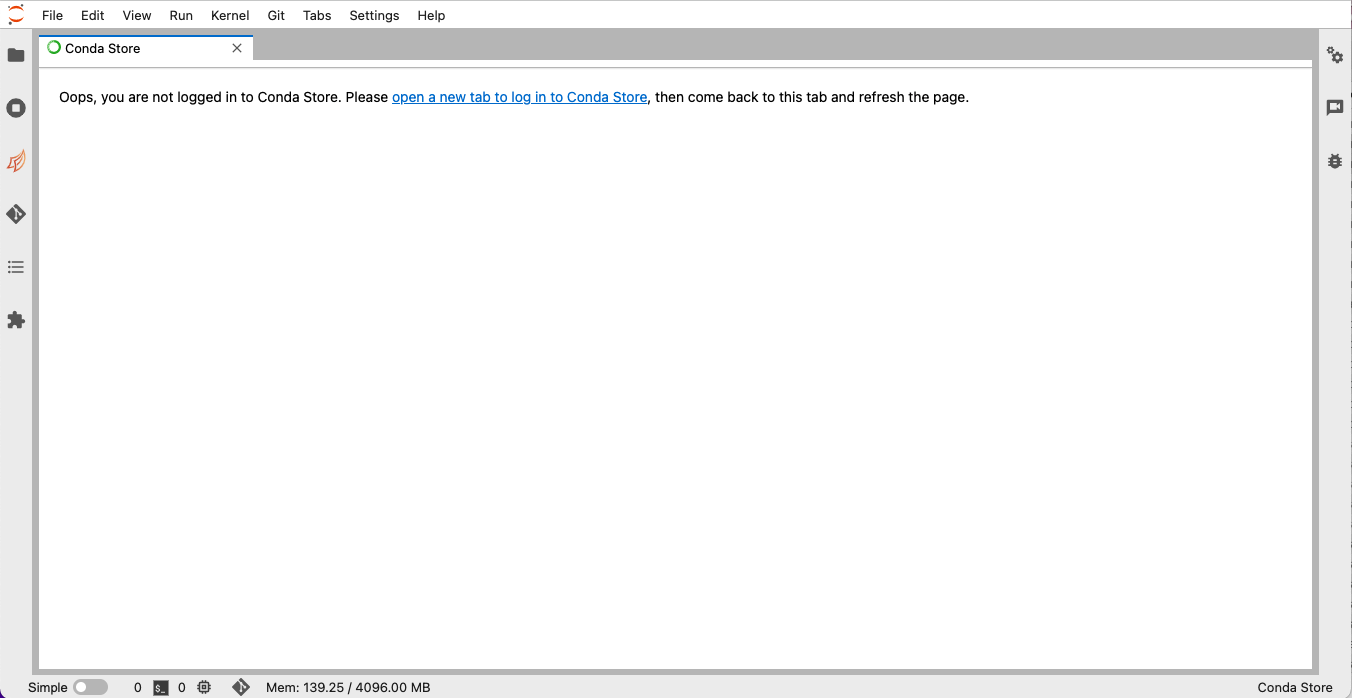 File Edit View Run Kernel Git Tabs Settings Help
Conda Store
Oops, you are not logged in to Conda Store. Please open a new tab to log in to Conda Store, then come back to this tab and refresh the page.
Simple 0 $_ 0 Mem: 139.25 / 4096.00 MB Conda Store